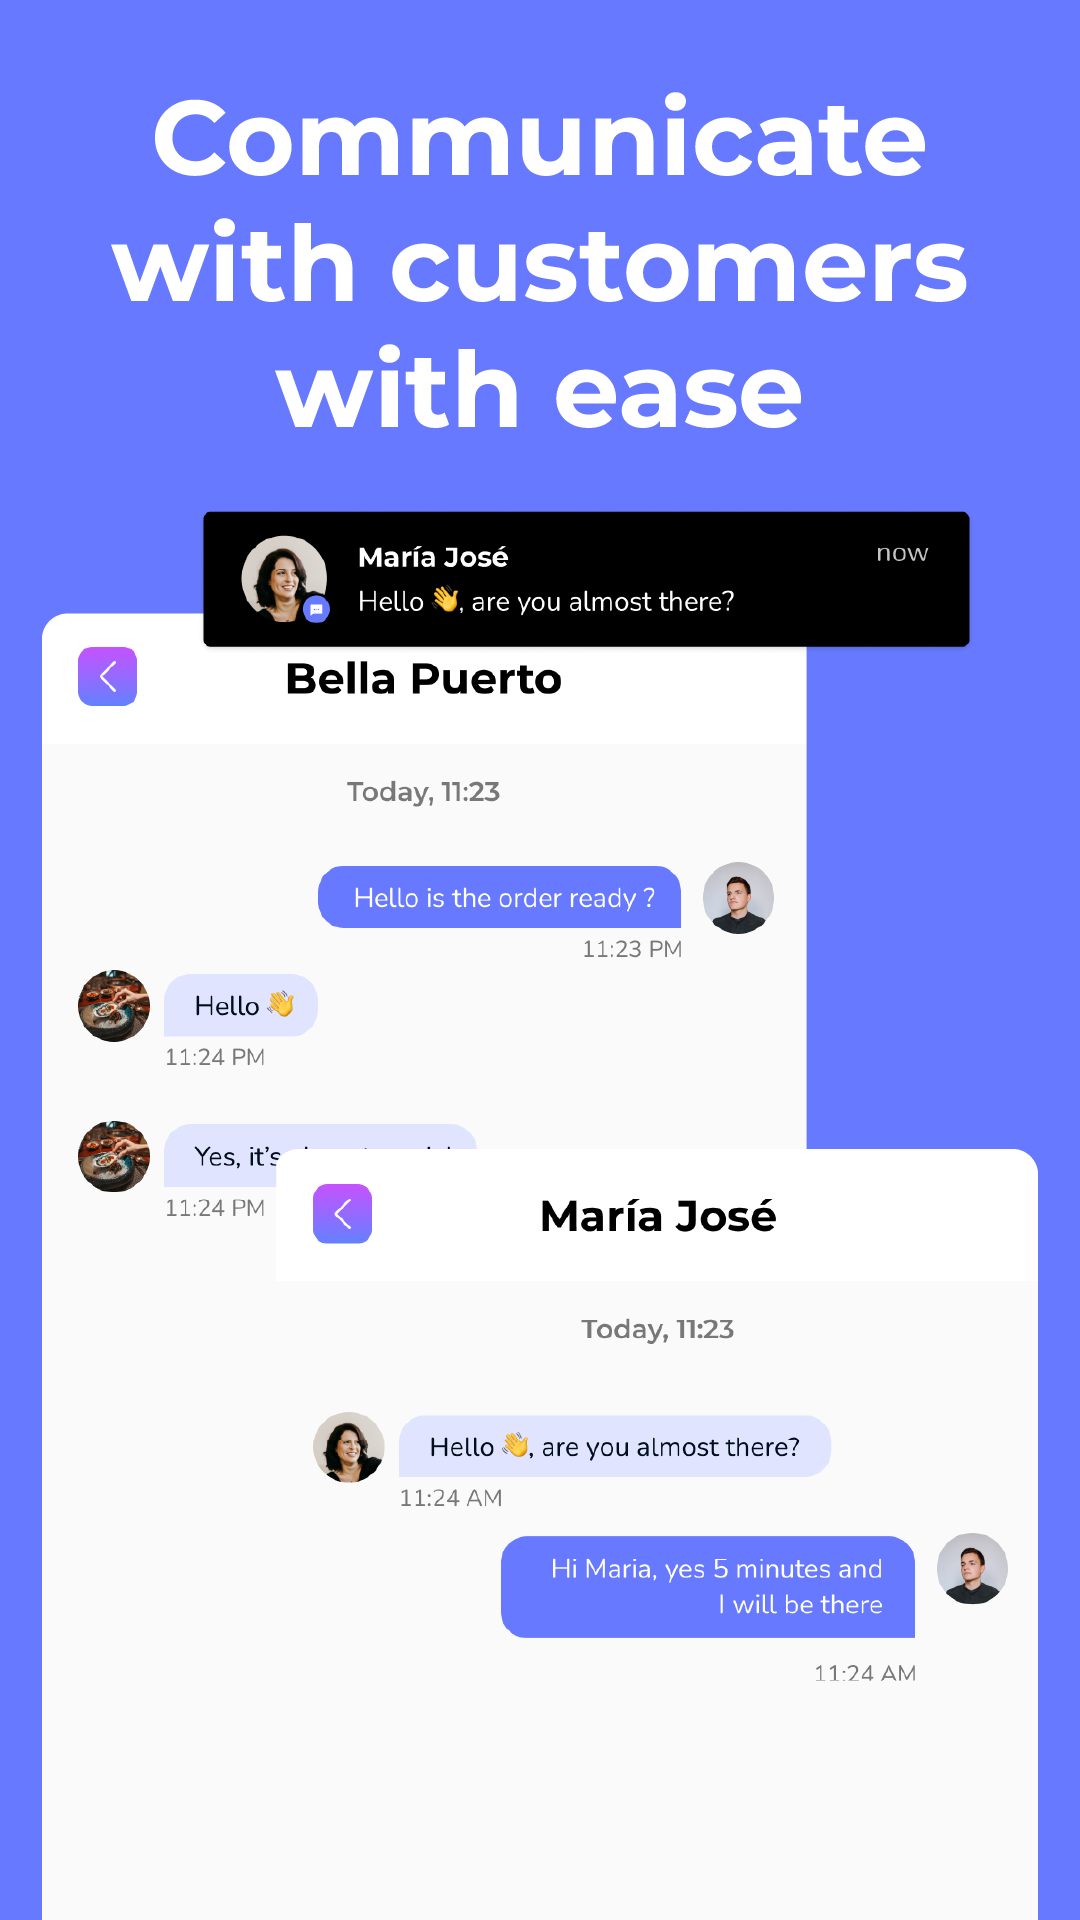 Communicate
with customers
with ease
María José
now
Hello 👋, are you almost there?
Bella Puerto
Today, 11:23
Hello is the order ready ?
11:23 PM
Hello 👋
11:24 PM
Yes, it's
11:24 PM
María José
Today, 11:23
Hello 👋, are you almost there?
11:24 AM
Hi Maria, yes 5 minutes and
I will be there
11:24 AM